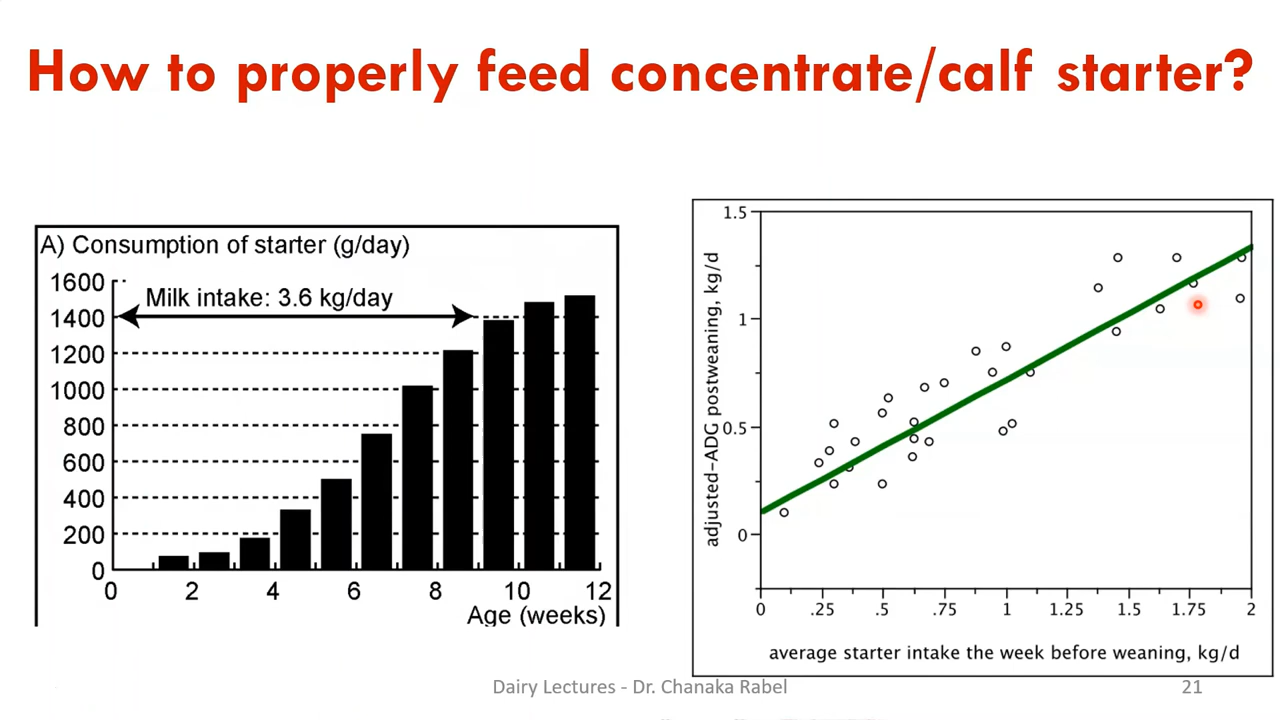 How to properly feed concentrate/calf starter?
A) Consumption of starter (g/day)
Milk intake: 3.6 kg/day
1600
1400
1200
1000
800
600
400
200
0
0 2 4 6 8 10 12
Age (weeks)
adjusted-ADG postweaning, kg/d
1.5
1
0.5
0
0 .25 .5 .75 1 1.25 1.5 1.75 2
average starter intake the week before weaning, kg/d
Dairy Lectures - Dr. Chanaka Rabel
21